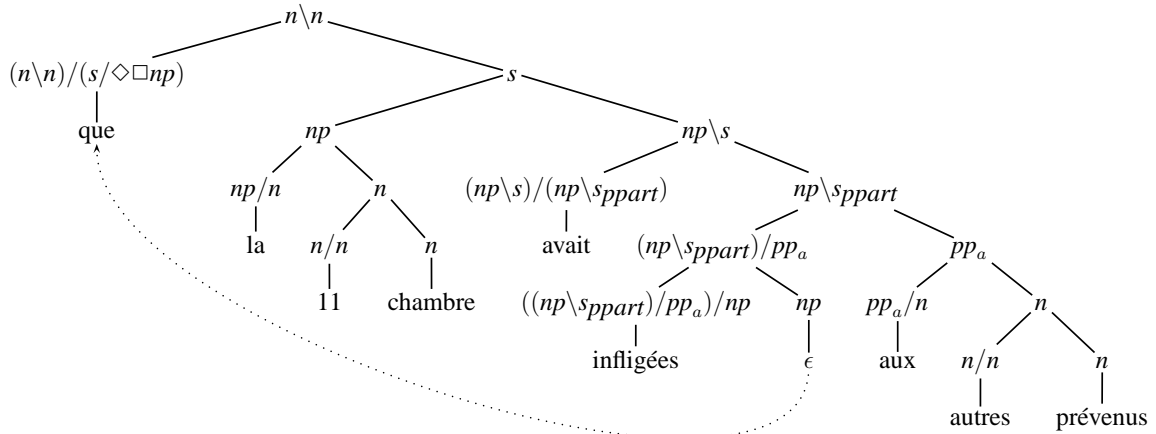 n\n
(n\n)/(s/◇□np) s
que np np\s
np/n n (np\s)/(np\s_ppart) np\s_ppart
la n/n n avait (np\s_ppart)/pp_a pp_a
11 chambre ((np\s_ppart)/pp_a)/np np pp_a/n n
infligées ϵ aux n/n n
autres prévenus